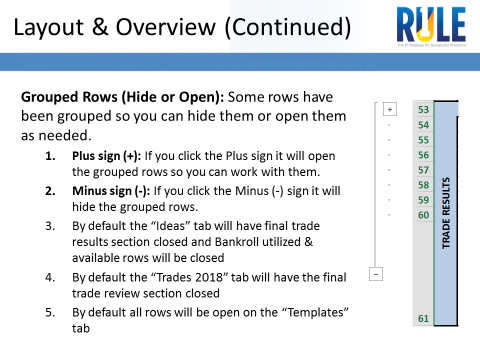 Layout & Overview (Continued)
RULE
Grouped Rows (Hide or Open): Some rows have
been grouped so you can hide them or open them
as needed.
1. Plus sign (+): If you click the Plus sign it will open
the grouped rows so you can work with them.
2. Minus sign (-): If you click the Minus (-) sign it will
hide the grouped rows.
3. By default the “Ideas” tab will have final trade
results section closed and Bankroll utilized &
available rows will be closed
4. By default the “Trades 2018” tab will have the final
trade review section closed
5. By default all rows will be open on the “Templates”
tab
+
53
54
55
56
57
58
59
60
-
61
TRADE RESULTS